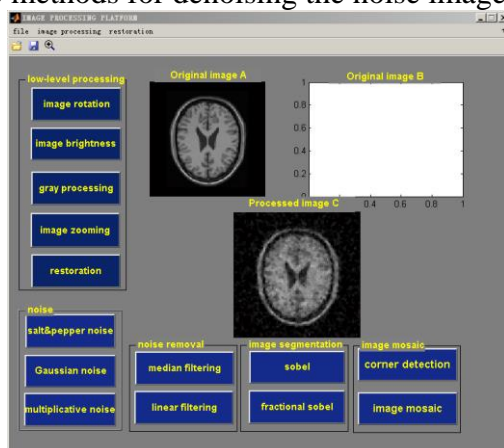 methods for denoising the noise image
IMAGE PROCESSING PLATFORM
file image processing restoration
low-level processing
image rotation
image brightness
gray processing
image zooming
restoration
Original image A
Original image B
1
0.8
0.6
0.4
0.2
0
0.4 0.6 0.8 1
Processed image C
noise
salt&pepper noise
Gaussian noise
multiplicative noise
noise removal
median filtering
linear filtering
image segmentation
sobel
fractional sobel
image mosaic
corner detection
image mosaic